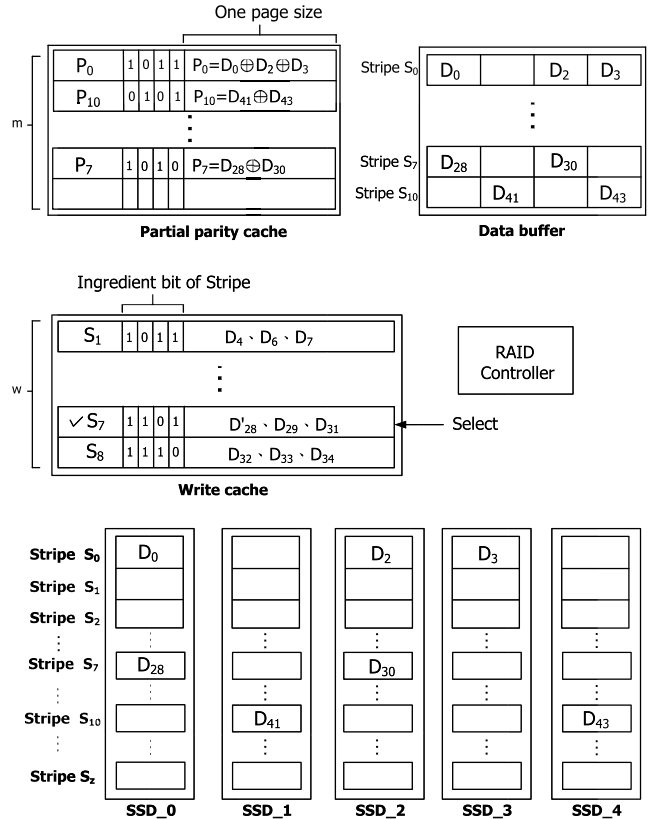 One page size
m
P0 1 0 1 1 P0=D0⊕D2⊕D3
P10 0 1 0 1 P10=D41⊕D43
P7 1 0 1 0 P7=D28⊕D30
Partial parity cache
Stripe S0 D0 D2 D3
Stripe S7 D28 D30
Stripe S10 D41 D43
Data buffer
Ingredient bit of Stripe
w
S1 1 0 1 1 D4、D6、D7
✓S7 1 1 0 1 D'28、D29、D31
S8 1 1 1 0 D32、D33、D34
Write cache
RAID
Controller
Select
Stripe S0 D0 D2 D3
Stripe S1
Stripe S2
Stripe S7 D28 D30
Stripe S10 D41 D43
Stripe Sz
SSD_0 SSD_1 SSD_2 SSD_3 SSD_4